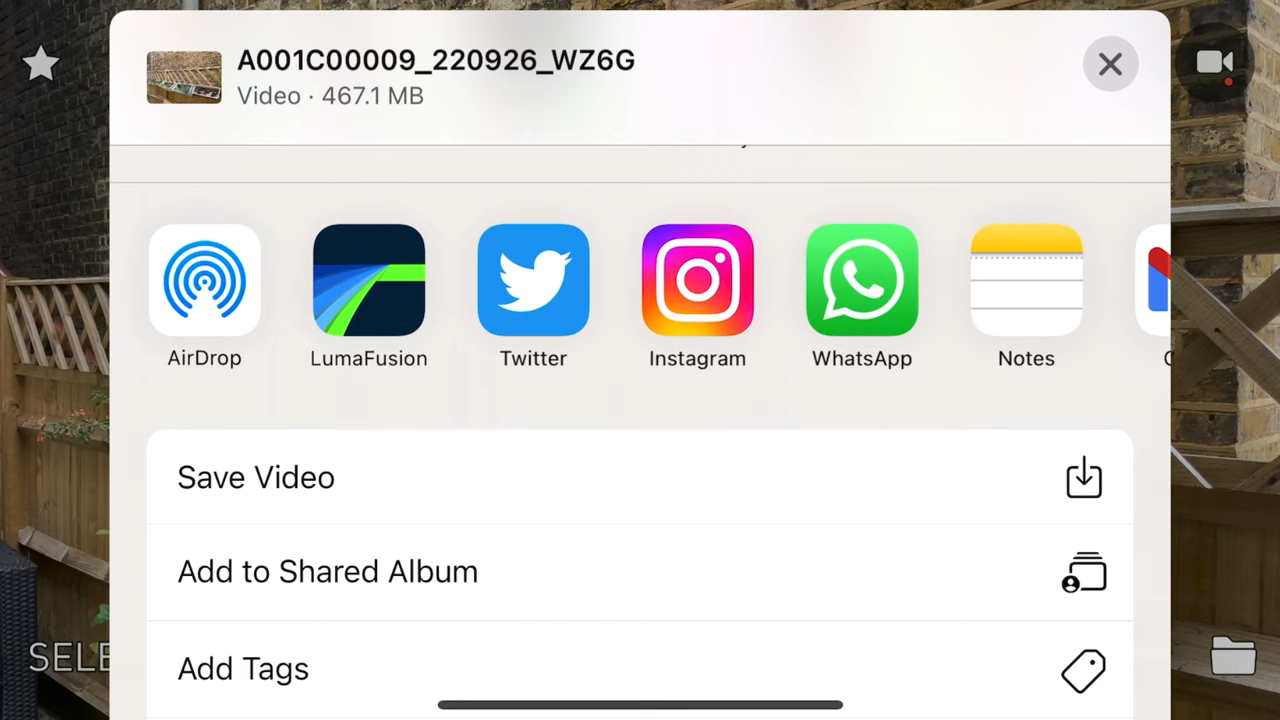 A001C00009_220926_WZ6G
Video · 467.1 MB
AirDrop
LumaFusion
Twitter
Instagram
WhatsApp
Notes
Save Video
Add to Shared Album
Add Tags
SELE